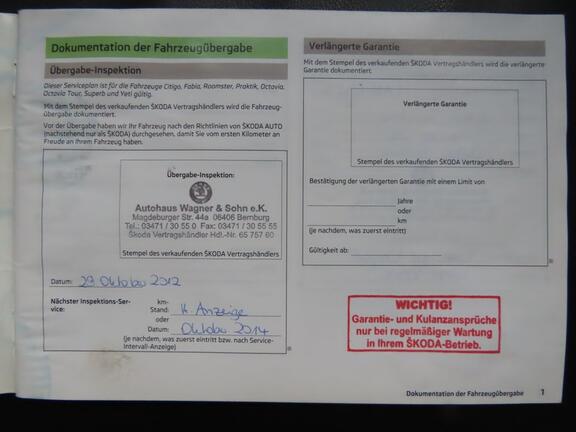 Dokumentation der Fahrzeugübergabe
Übergabe-Inspektion
Dieser Serviceplan ist für die Fahrzeuge Citigo, Fabia, Roomster, Praktik, Octavia,
Octavia Tour, Superb und Yeti gültig.
Mit dem Stempel des verkaufenden ŠKODA Vertragshändlers wird die Fahrzeug-
übergabe dokumentiert.
Vor der Übergabe haben wir Ihr Fahrzeug nach den Richtlinien von ŠKODA AUTO
(nachstehend nur als ŠKODA) durchgesehen, damit Sie vom ersten Kilometer an
Freude an Ihrem Fahrzeug haben.
Übergabe-Inspektion:
Autohaus Wagner & Sohn e.K.
Magdeburger Str. 44a 06406 Bernburg
Tel.: 03471 / 30 55 0 Fax: 03471 / 30 55 55
Škoda Vertragshändler Hdl.-Nr. 65 757 60
Stempel des verkaufenden ŠKODA Vertragshändlers
Datum: 29 Oktober 2012
Nächster Inspektions-Ser-
vice:
km-
Stand: lt. Anzeige
oder
Datum: Oktober 2014
(je nachdem, was zuerst eintritt bzw. nach Service-
Intervall-Anzeige)
Verlängerte Garantie
Mit dem Stempel des verkaufenden ŠKODA Vertragshändlers wird die verlängerte
Garantie dokumentiert.
Verlängerte Garantie
Stempel des verkaufenden ŠKODA Vertragshändlers
Bestätigung der verlängerten Garantie mit einem Limit von
Jahre
oder
km
(je nachdem, was zuerst eintritt)
Gültigkeit ab:
WICHTIG!
Garantie- und Kulanzansprüche
nur bei regelmäßiger Wartung
in Ihrem ŠKODA-Betrieb.
Dokumentation der Fahrzeugübergabe 1